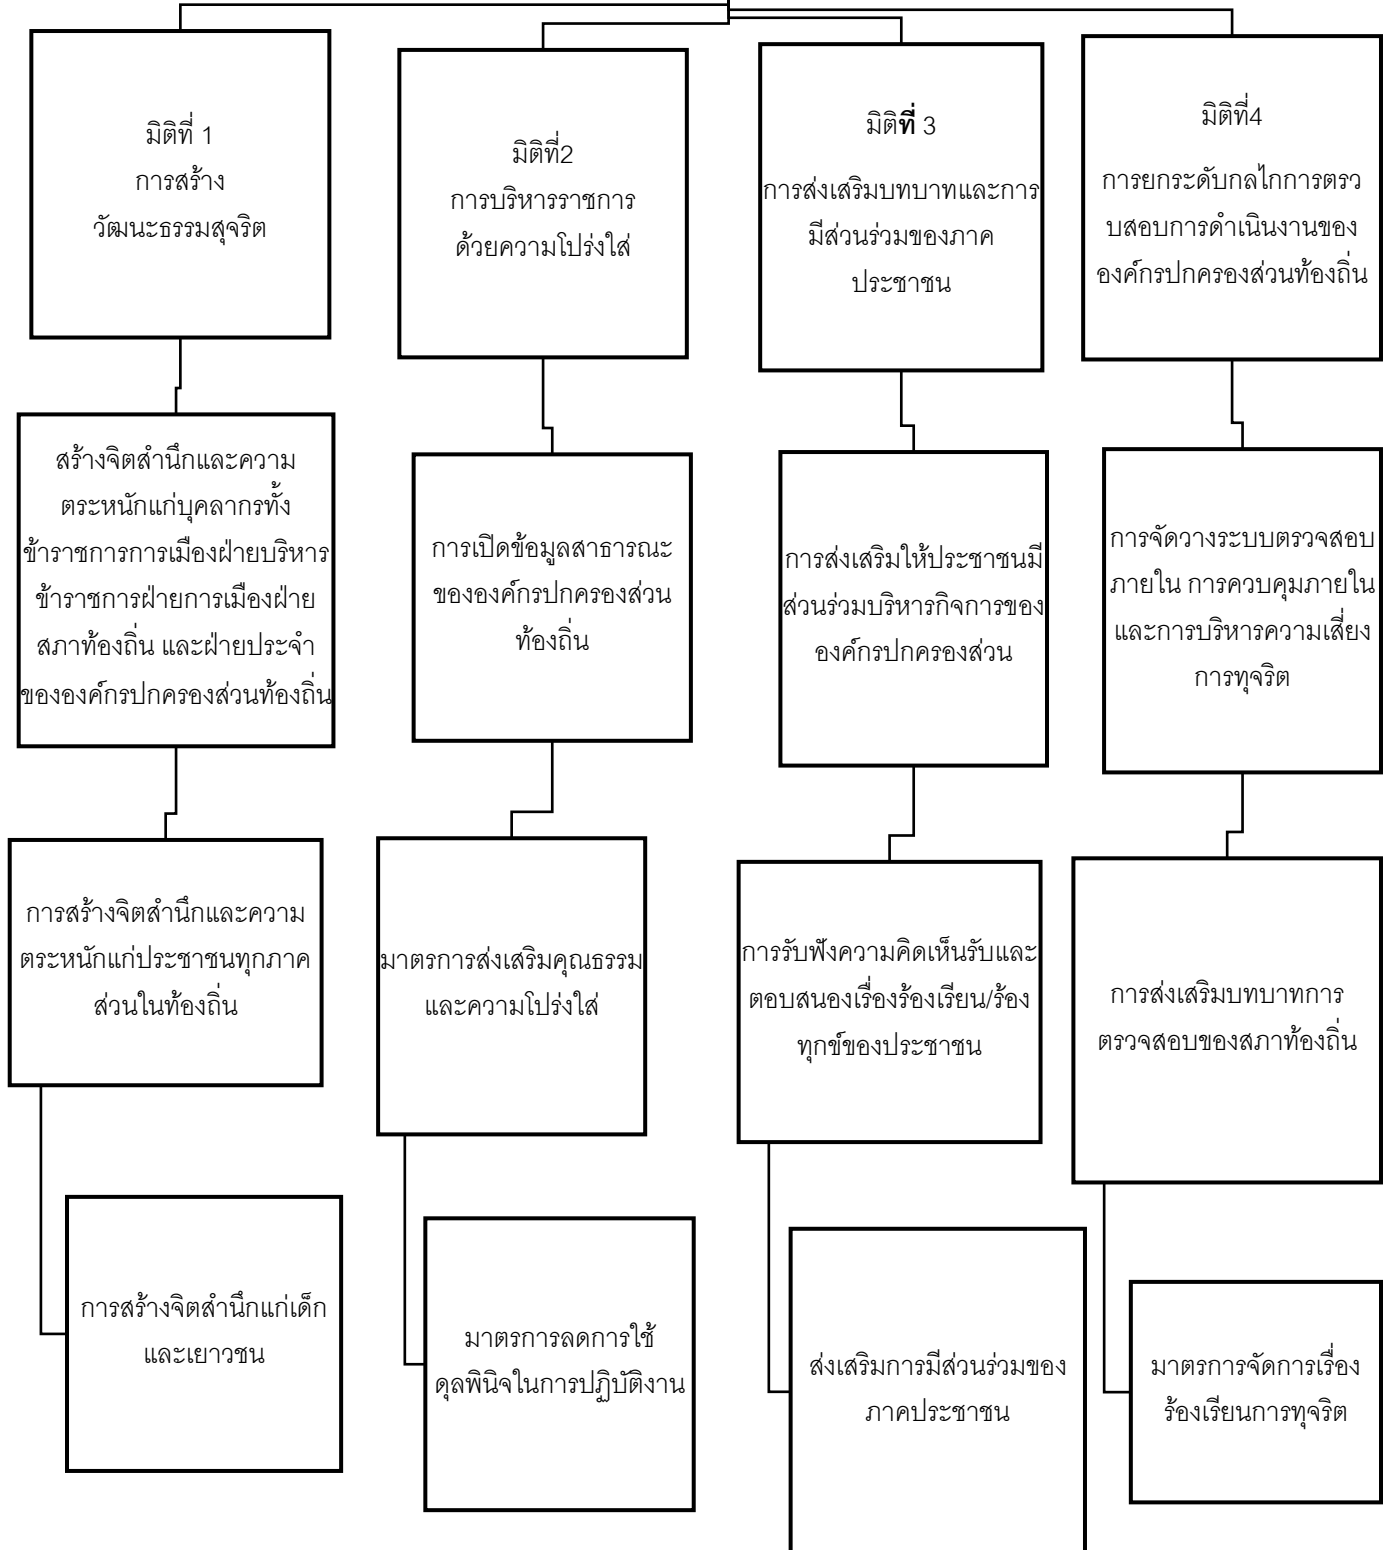 มิติที่ 1
การสร้าง
วัฒนะธรรมสุจริต
มิติที่2
การบริหารราชการ
ด้วยความโปร่งใส่
มิติที่ 3
การส่งเสริมบทบาทและการ
มีส่วนร่วมของภาค
ประชาชน
มิติที่4
การยกระดับกลไกการตรว
บสอบการดำเนินงานของ
องค์กรปกครองส่วนท้องถิ่น
สร้างจิตสำนึกและความ
ตระหนักแก่บุคลากรทั้ง
ข้าราชการการเมืองฝ่ายบริหาร
ข้าราชการฝ่ายการเมืองฝ่าย
สภาท้องถิ่น และฝ่ายประจำ
ขององค์กรปกครองส่วนท้องถิ่น
การเปิดข้อมูลสาธารณะ
ขององค์กรปกครองส่วน
ท้องถิ่น
การส่งเสริมให้ประชาชนมี
ส่วนร่วมบริหารกิจการของ
องค์กรปกครองส่วน
การจัดวางระบบตรวจสอบ
ภายใน การควบคุมภายใน
และการบริหารความเสี่ยง
การทุจริต
การสร้างจิตสำนึกและความ
ตระหนักแก่ประชาชนทุกภาค
ส่วนในท้องถิ่น
มาตรการส่งเสริมคุณธรรม
และความโปร่งใส่
การรับฟังความคิดเห็นรับและ
ตอบสนองเรื่องร้องเรียน/ร้อง
ทุกข์ของประชาชน
การส่งเสริมบทบาทการ
ตรวจสอบของสภาท้องถิ่น
การสร้างจิตสำนึกแก่เด็ก
และเยาวชน
มาตรการลดการใช้
ดุลพินิจในการปฏิบัติงาน
ส่งเสริมการมีส่วนร่วมของ
ภาคประชาชน
มาตรการจัดการเรื่อง
ร้องเรียนการทุจริต